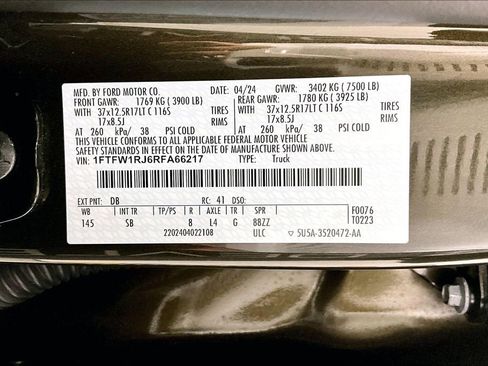 MFD. BY FORD MOTOR CO. 04/24 GVWR: 3402 KG ( 7500 LB)
FRONT GAWR: 1769 KG ( 3900 LB) REAR GAWR: 1780 KG ( 3925 LB)
WITH 37x12.5R17LT C 116S TIRES WITH 37x12.5R17LT C 116S TIRES
17x8.5J RIMS 17x8.5J RIMS
AT 260 kPa/ 38 PSI COLD AT 260 kPa/ 38 PSI COLD
THIS VEHICLE CONFORMS TO ALL APPLICABLE FEDERAL MOTOR VEHICLE
SAFETY STANDARDS IN EFFECT ON THE DATE OF MANUFACTURE SHOWN ABOVE.
VIN: 1FTFW1RJ6RFA66217 TYPE: Truck
EXT PNT: DB RC: 41 DSO: F0076
WB INT TR TP/PS R AXLE TR SPR T0223
145 SB 8 L4 G 88ZZ
2202404022108 ULC ▽ 5U5A-3520472-AA